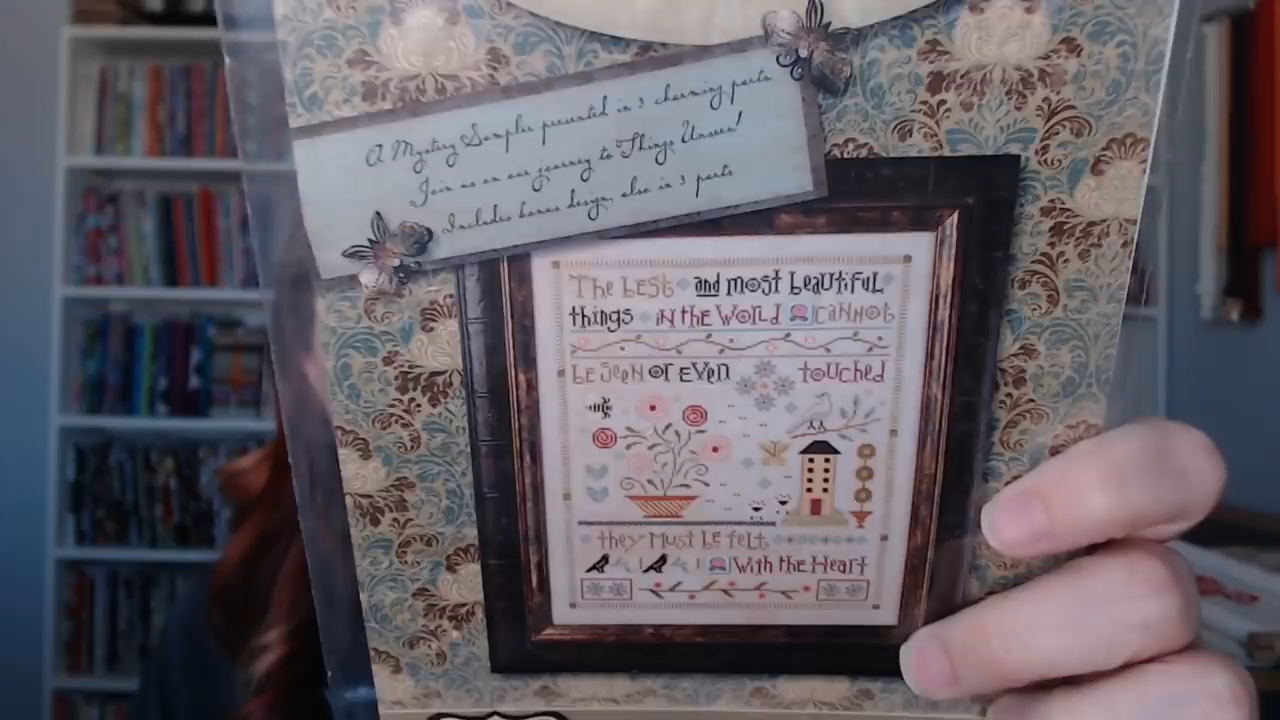 A Mystery Sampler presented in 3 charming parts
Join us on our journey to Things Unseen!
Includes bonus design, also in 3 parts
The best and most beautiful
things in the world cannot
be seen or even touched
they must be felt
with the heart